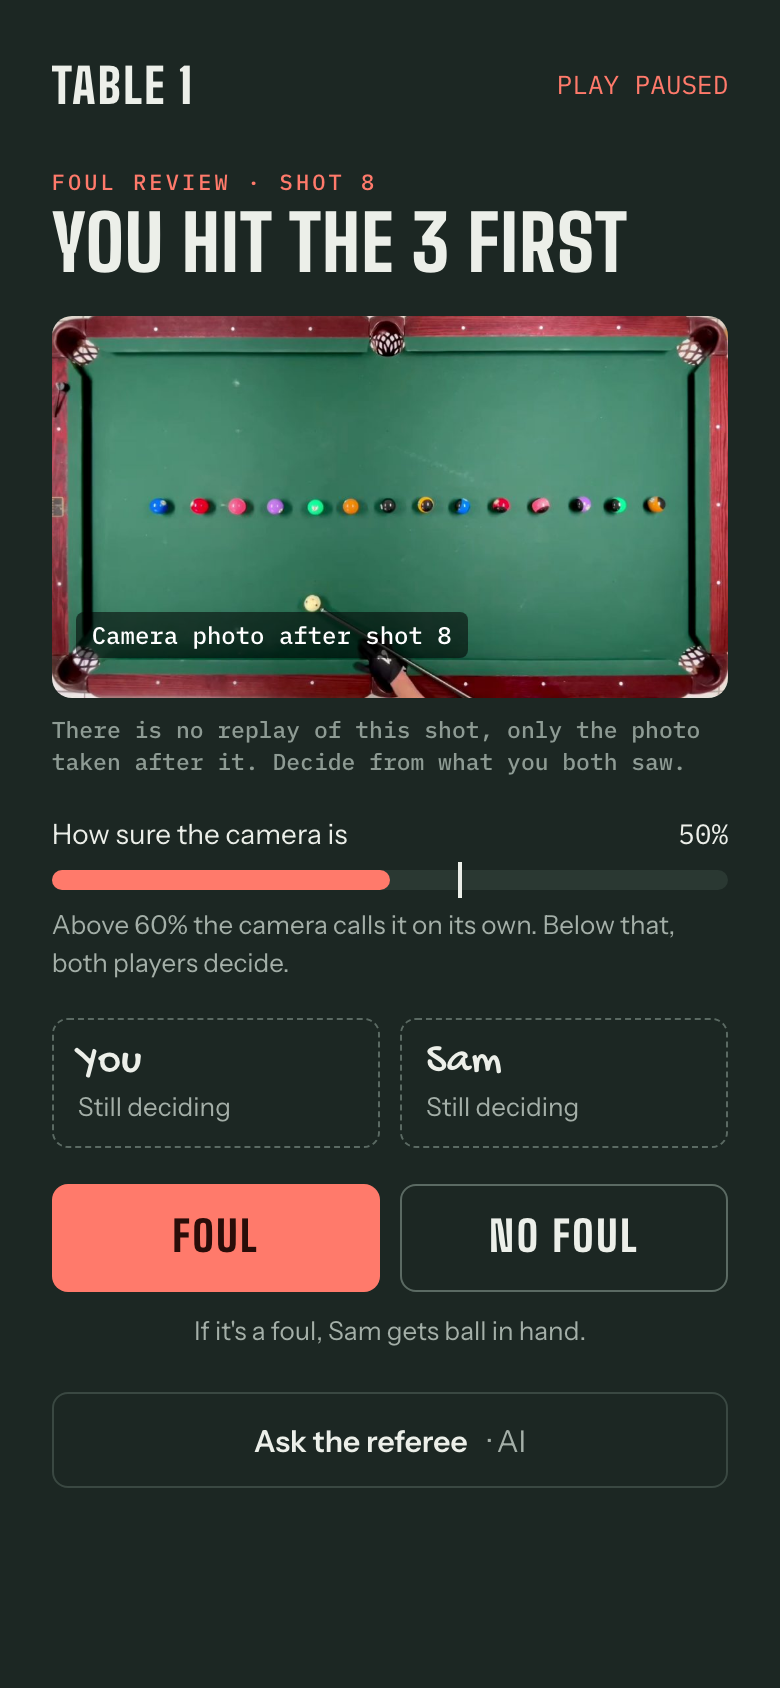 TABLE 1
PLAY PAUSED
FOUL REVIEW · SHOT 8
YOU HIT THE 3 FIRST
Camera photo after shot 8
There is no replay of this shot, only the photo
taken after it. Decide from what you both saw.
How sure the camera is
50%
Above 60% the camera calls it on its own. Below that,
both players decide.
You
Still deciding
Sam
Still deciding
FOUL
NO FOUL
If it's a foul, Sam gets ball in hand.
Ask the referee · AI